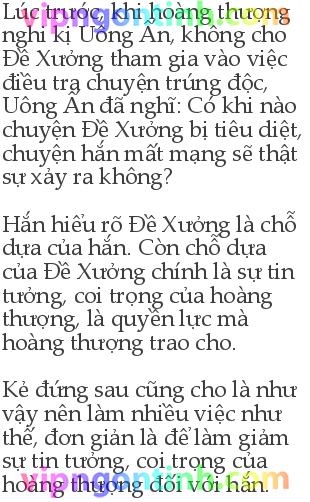 Lúc trước, khi hoàng thượng
nghi kị Uông Ấn, không cho
Đề Xưởng tham gia vào việc
điều tra chuyện trúng độc,
Uông Ấn đã nghĩ: Có khi nào
chuyện Đề Xưởng bị tiêu diệt,
chuyện hắn mất mạng sẽ thật
sự xảy ra không?

Hắn hiểu rõ Đề Xưởng là chỗ
dựa của hắn. Còn chỗ dựa
của Đề Xưởng chính là sự tin
tưởng, coi trọng của hoàng
thượng, là quyền lực mà
hoàng thượng trao cho.

Kẻ đứng sau cũng cho là như
vậy nên làm nhiều việc như
thế, đơn giản là để làm giảm
sự tin tưởng, coi trọng của
hoàng thượng đối với hắn.
vipngontinh.com
vipngontinh.com